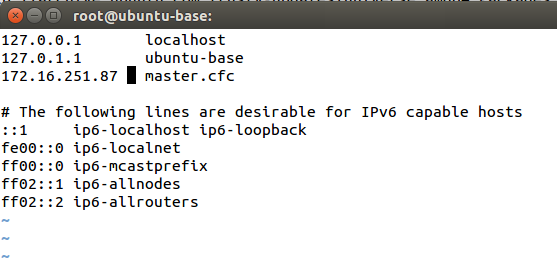 root@ubuntu-base:
127.0.0.1       localhost
127.0.1.1       ubuntu-base
172.16.251.87   master.cfc
# The following lines are desirable for IPv6 capable hosts
::1     ip6-localhost ip6-loopback
fe00::0 ip6-localnet
ff00::0 ip6-mcastprefix
ff02::1 ip6-allnodes
ff02::2 ip6-allrouters
~
~
~